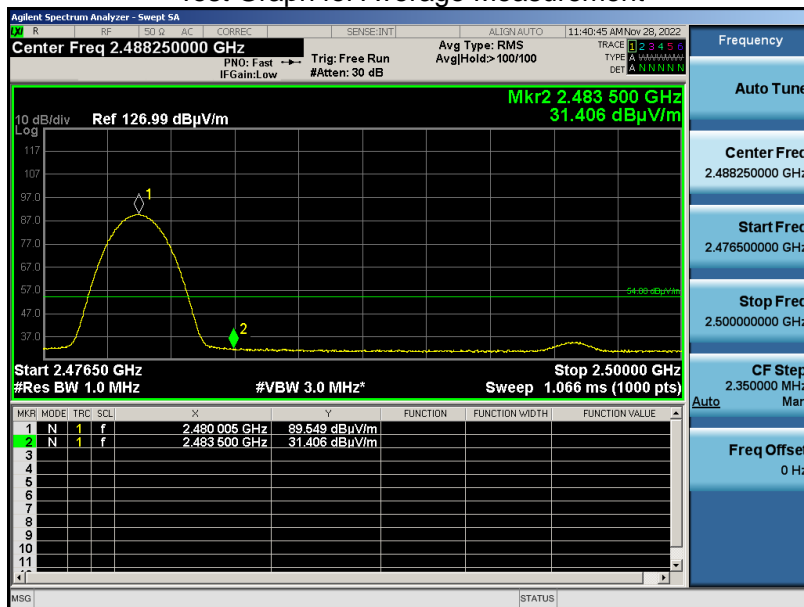 Test Graph for Average Measurement
Agilent Spectrum Analyzer - Swept SA
LXI R RF 50 Ω AC CORREC SENSE:INT ALIGN AUTO 11:40:45 AM Nov 28, 2022
Center Freq 2.488250000 GHz
PNO: Fast
IFGain:Low
Trig: Free Run
#Atten: 30 dB
Avg Type: RMS
Avg|Hold:>100/100
TRACE 1 2 3 4 5 6
TYPE A WWWWW
DET A N N N N N
Mkr2 2.483 500 GHz
31.406 dBµV/m
10 dB/div
Log
Ref 126.99 dBµV/m
117
107
97.0
87.0
77.0
67.0
57.0
47.0
37.0
1
2
54.00 dBµV/m
Start 2.47650 GHz
Stop 2.50000 GHz
#Res BW 1.0 MHz
#VBW 3.0 MHz*
Sweep 1.066 ms (1000 pts)
MKR MODE TRC SCL X Y FUNCTION FUNCTION WIDTH FUNCTION VALUE
1 N 1 f 2.480 005 GHz 89.549 dBµV/m
2 N 1 f 2.483 500 GHz 31.406 dBµV/m
3
4
5
6
7
8
9
10
11
MSG
STATUS
Frequency
Auto Tune
Center Freq
2.488250000 GHz
Start Freq
2.476500000 GHz
Stop Freq
2.500000000 GHz
CF Step
2.350000 MHz
Auto Man
Freq Offset
0 Hz